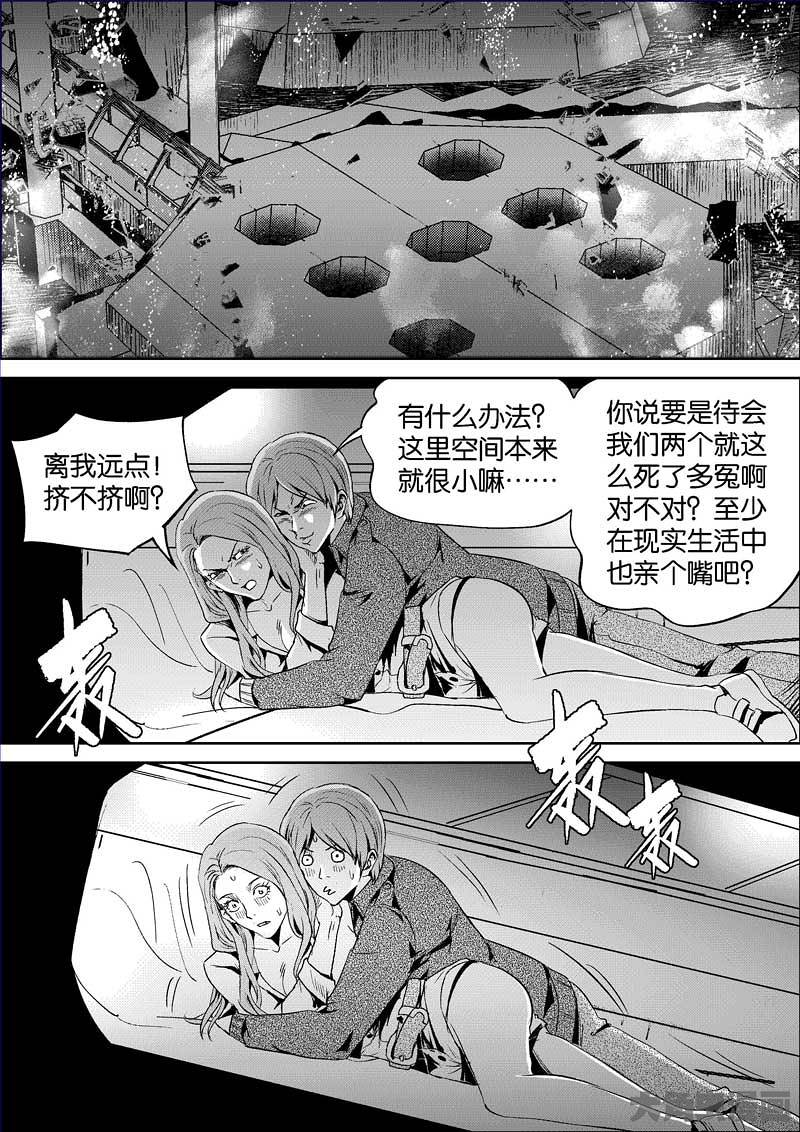 离我远点！
挤不挤啊？
有什么办法？
这里空间本来
就很小嘛……
你说要是待会
我们两个就这
么死了多冤啊
对不对？至少
在现实生活中
也亲个嘴吧？
轰
轰
轰